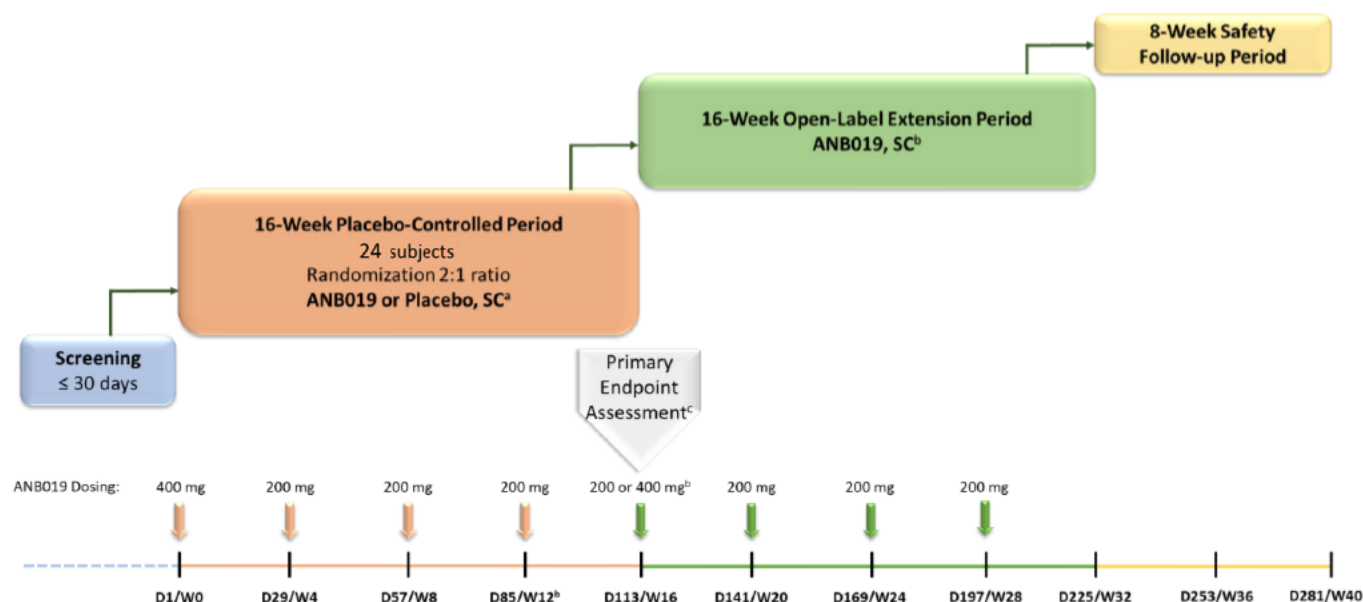 8-Week Safety
Follow-up Period
16-Week Open-Label Extension Period
ANB019, SCᵇ
16-Week Placebo-Controlled Period
24 subjects
Randomization 2:1 ratio
ANB019 or Placebo, SCᵃ
Screening
≤ 30 days
Primary
Endpoint
Assessmentᶜ
ANB019 Dosing: 400 mg 200 mg 200 mg 200 mg 200 or 400 mgᵇ 200 mg 200 mg 200 mg
D1/W0 D29/W4 D57/W8 D85/W12ᵇ D113/W16 D141/W20 D169/W24 D197/W28 D225/W32 D253/W36 D281/W40